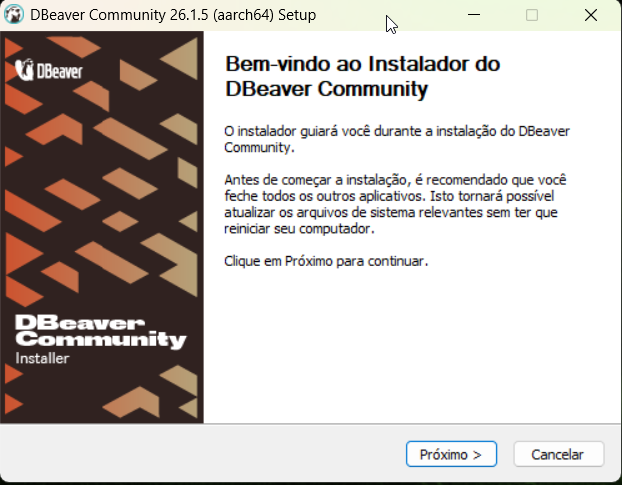 DBeaver Community 26.1.5 (aarch64) Setup
DBeaver
Bem-vindo ao Instalador do
DBeaver Community
O instalador guiará você durante a instalação do DBeaver
Community.
Antes de começar a instalação, é recomendado que você
feche todos os outros aplicativos. Isto tornará possível
atualizar os arquivos de sistema relevantes sem ter que
reiniciar seu computador.
Clique em Próximo para continuar.
DBeaver
Community
Installer
Próximo >
Cancelar